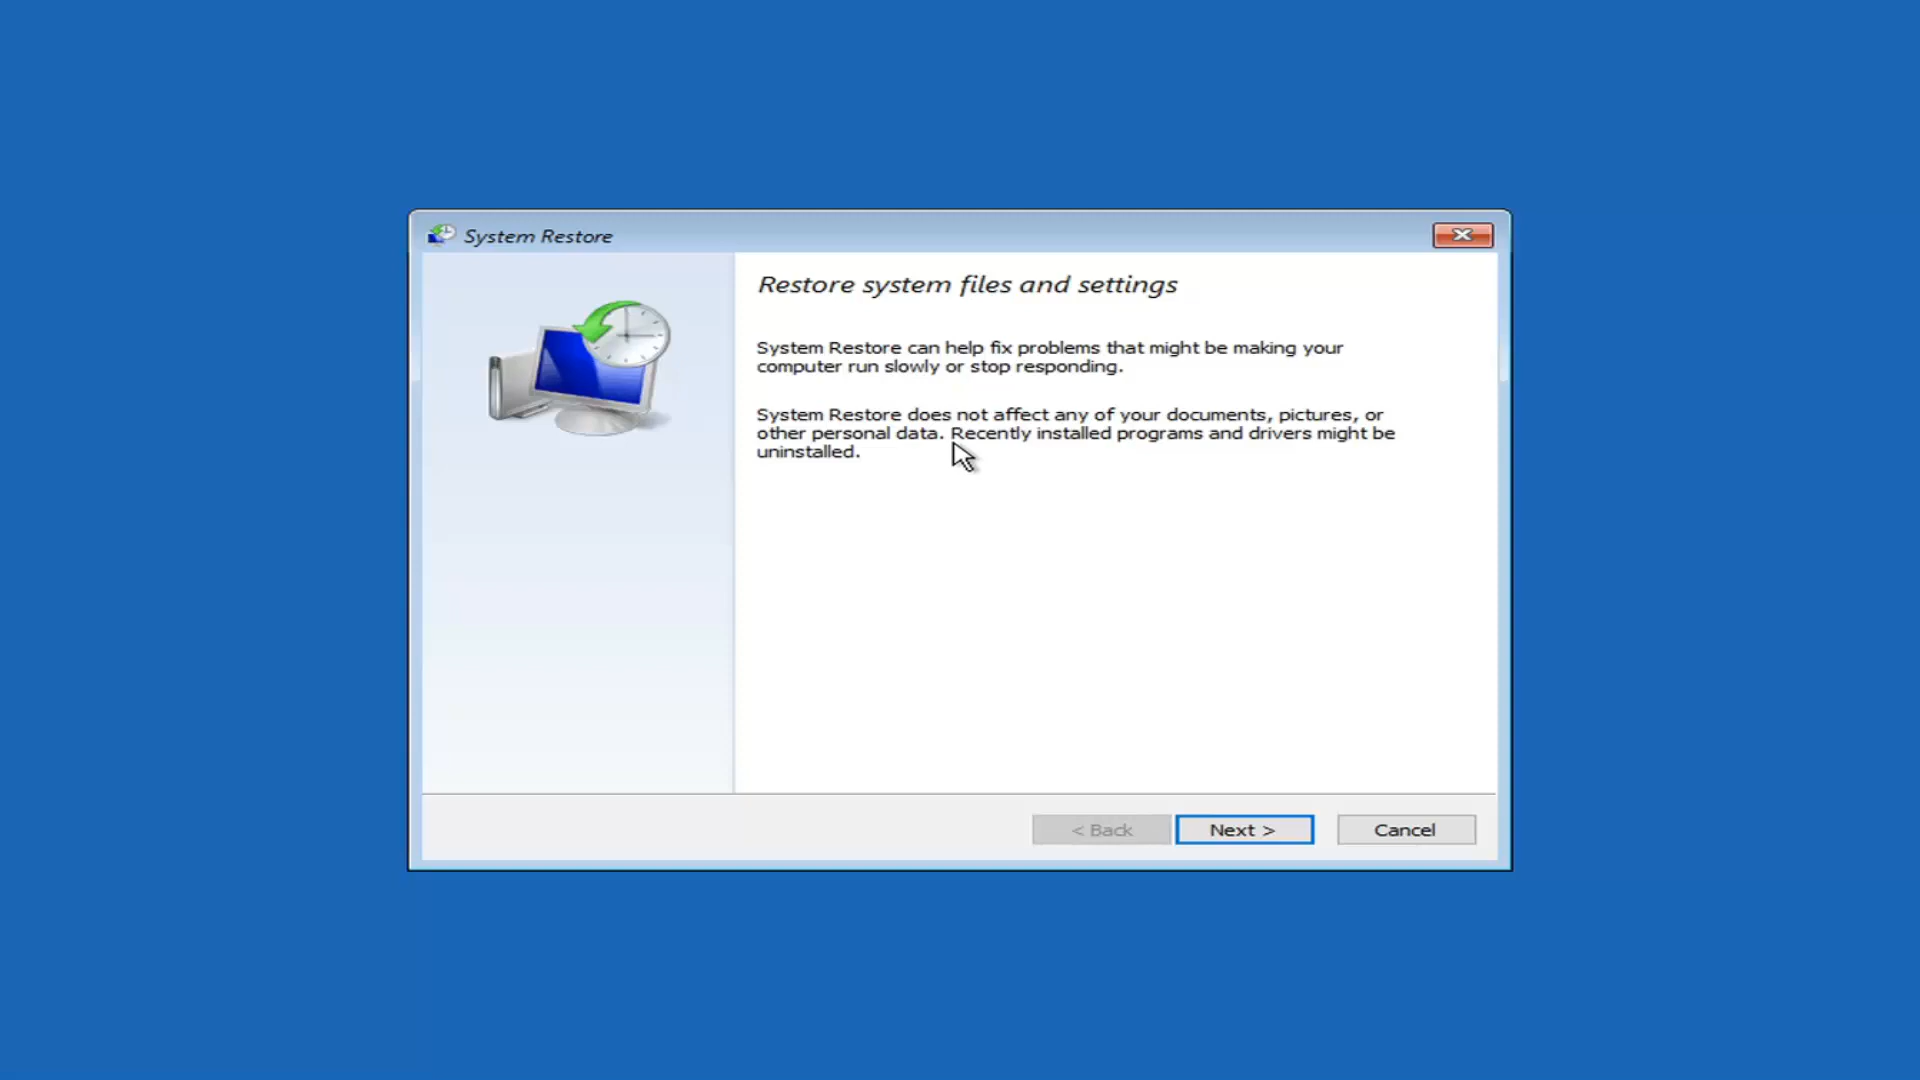 System Restore
Restore system files and settings
System Restore can help fix problems that might be making your
computer run slowly or stop responding.
System Restore does not affect any of your documents, pictures, or
other personal data. Recently installed programs and drivers might be
uninstalled.
< Back
Next >
Cancel